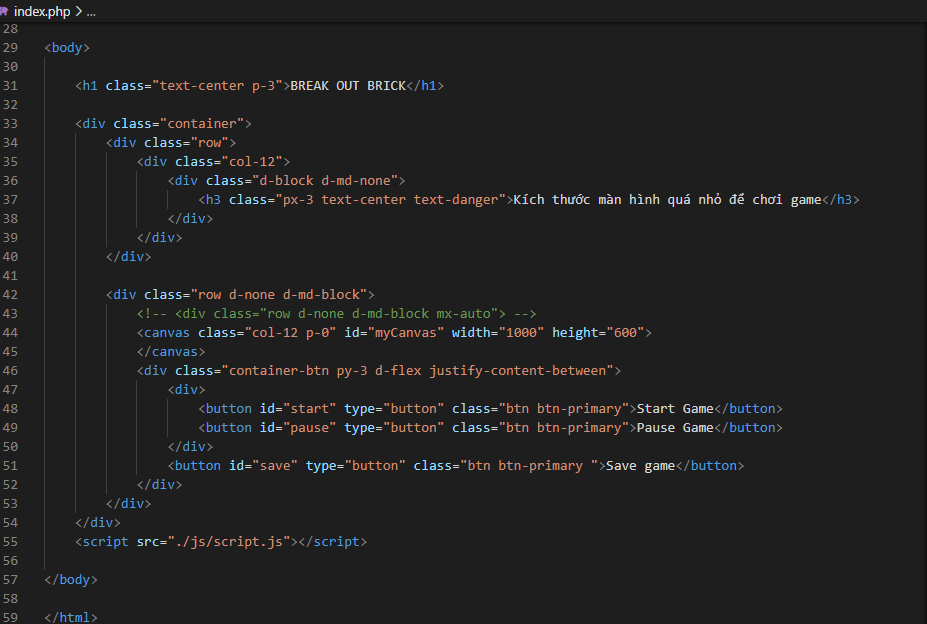 index.php > ...
28
29 <body>
30
31 <h1 class="text-center p-3">BREAK OUT BRICK</h1>
32
33 <div class="container">
34 <div class="row">
35 <div class="col-12">
36 <div class="d-block d-md-none">
37 <h3 class="px-3 text-center text-danger">Kích thước màn hình quá nhỏ để chơi game</h3>
38 </div>
39 </div>
40 </div>
41
42 <div class="row d-none d-md-block">
43 <!-- <div class="row d-none d-md-block mx-auto"> -->
44 <canvas class="col-12 p-0" id="myCanvas" width="1000" height="600">
45 </canvas>
46 <div class="container-btn py-3 d-flex justify-content-between">
47 <div>
48 <button id="start" type="button" class="btn btn-primary">Start Game</button>
49 <button id="pause" type="button" class="btn btn-primary">Pause Game</button>
50 </div>
51 <button id="save" type="button" class="btn btn-primary ">Save game</button>
52 </div>
53 </div>
54 </div>
55 <script src="./js/script.js"></script>
56
57 </body>
58
59 </html>